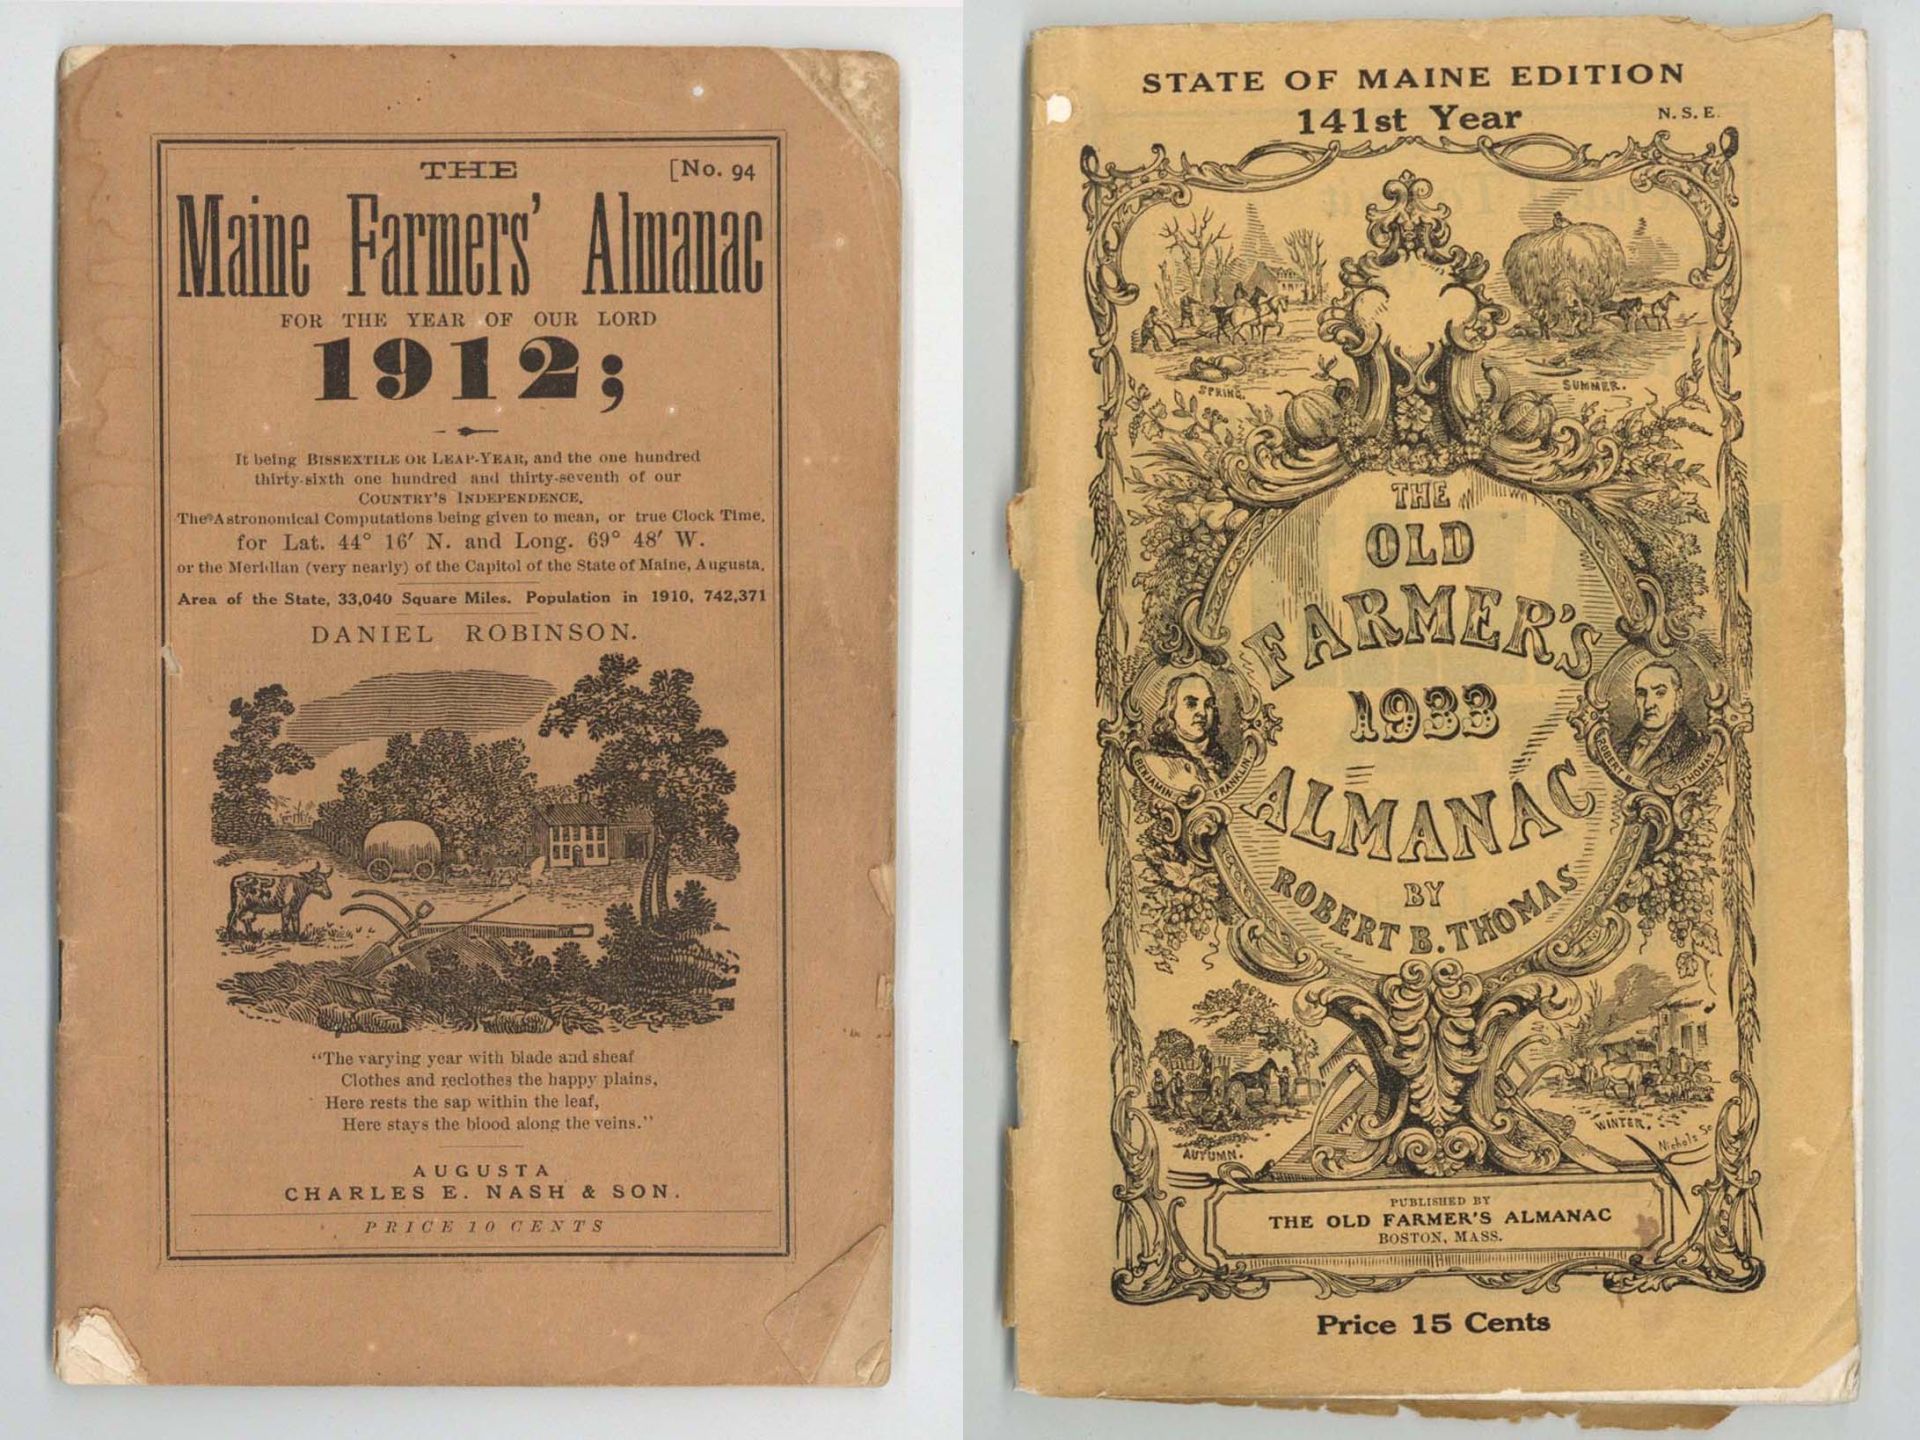 THE [No. 94
Maine Farmers' Almanac
FOR THE YEAR OF OUR LORD
1912;
It being BISSEXTILE OR LEAP-YEAR, and the one hundred
thirty-sixth one hundred and thirty-seventh of our
COUNTRY'S INDEPENDENCE.
The Astronomical Computations being given to mean, or true Clock Time,
for Lat. 44° 16′ N. and Long. 69° 48′ W.
or the Meridian (very nearly) of the Capitol of the State of Maine, Augusta.
Area of the State, 33,040 Square Miles. Population in 1910, 742,371
DANIEL ROBINSON.
"The varying year with blade and sheaf
Clothes and reclothes the happy plains,
Here rests the sap within the leaf,
Here stays the blood along the veins."
AUGUSTA
CHARLES E. NASH & SON.
PRICE 10 CENTS
STATE OF MAINE EDITION
141st Year N. S. E.
SPRING.
SUMMER.
THE
OLD
FARMER'S
1933
ALMANAC
BY
ROBERT B. THOMAS
BENJAMIN FRANKLIN
ROBERT B. THOMAS
AUTUMN.
WINTER.
Nichols Sc
PUBLISHED BY
THE OLD FARMER'S ALMANAC
BOSTON, MASS.
Price 15 Cents